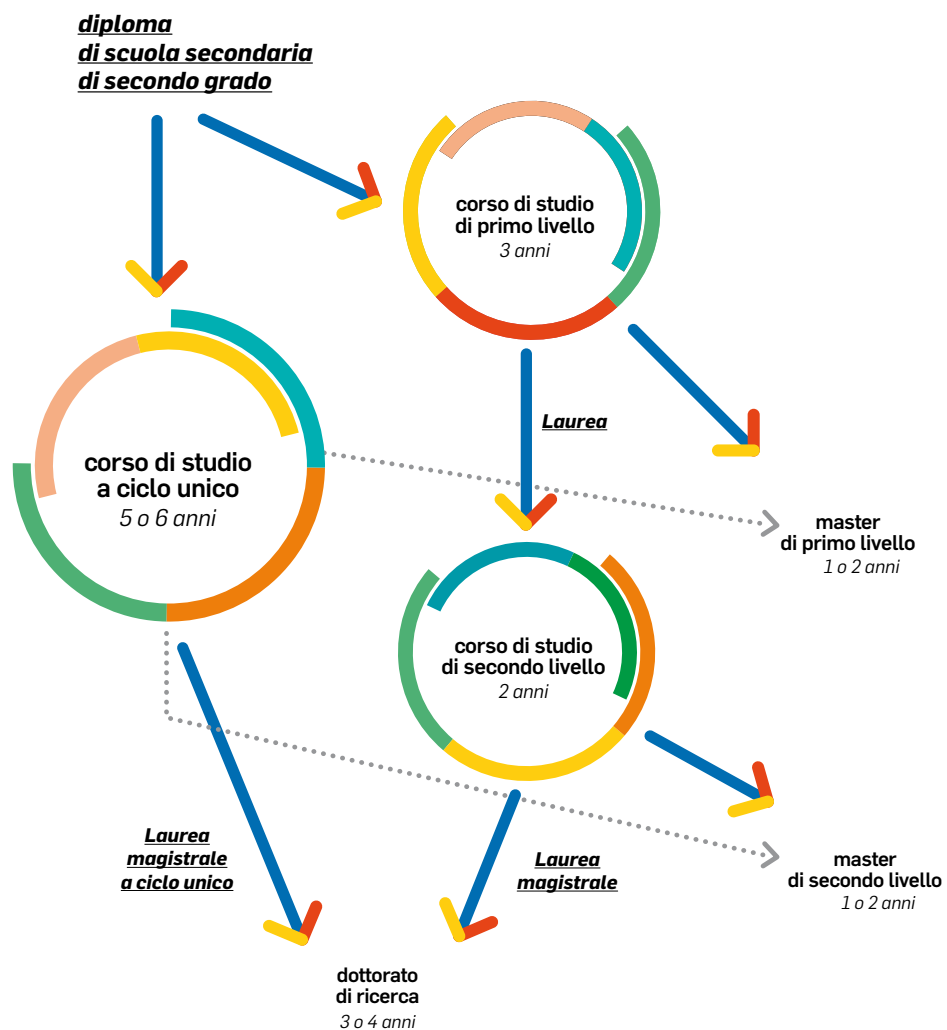 diploma
di scuola secondaria
di secondo grado
corso di studio
di primo livello
3 anni
Laurea
corso di studio
a ciclo unico
5 o 6 anni
master
di primo livello
1 o 2 anni
corso di studio
di secondo livello
2 anni
Laurea
magistrale
a ciclo unico
Laurea
magistrale
master
di secondo livello
1 o 2 anni
dottorato
di ricerca
3 o 4 anni